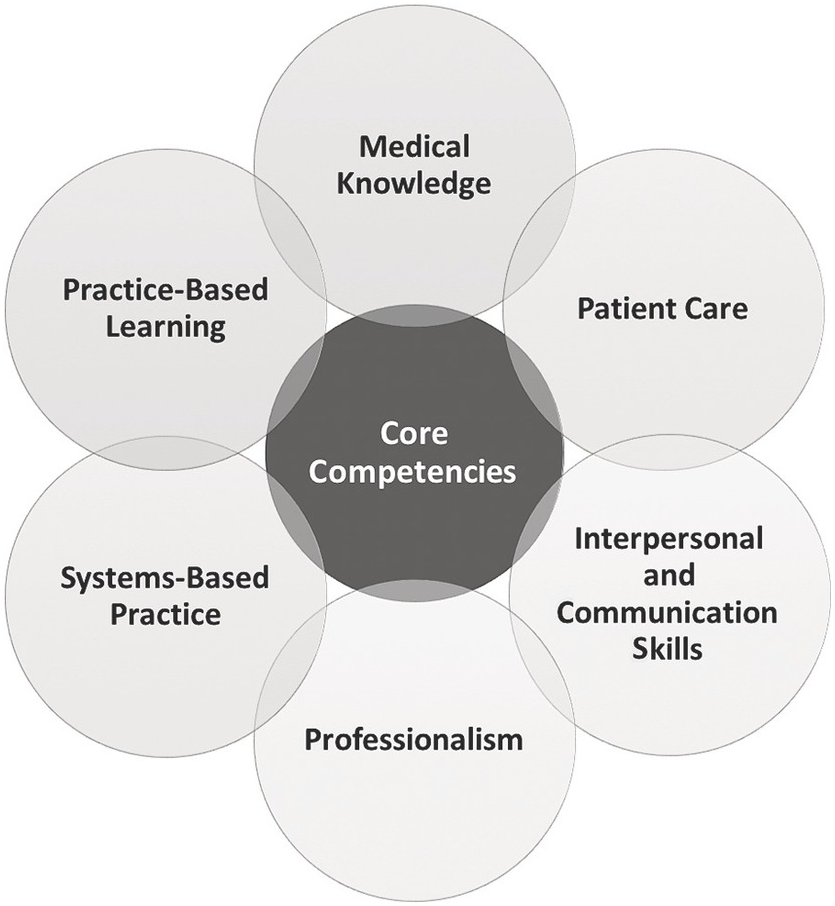 Medical
Knowledge
Patient Care
Interpersonal
and
Communication
Skills
Professionalism
Systems-Based
Practice
Practice-Based
Learning
Core
Competencies